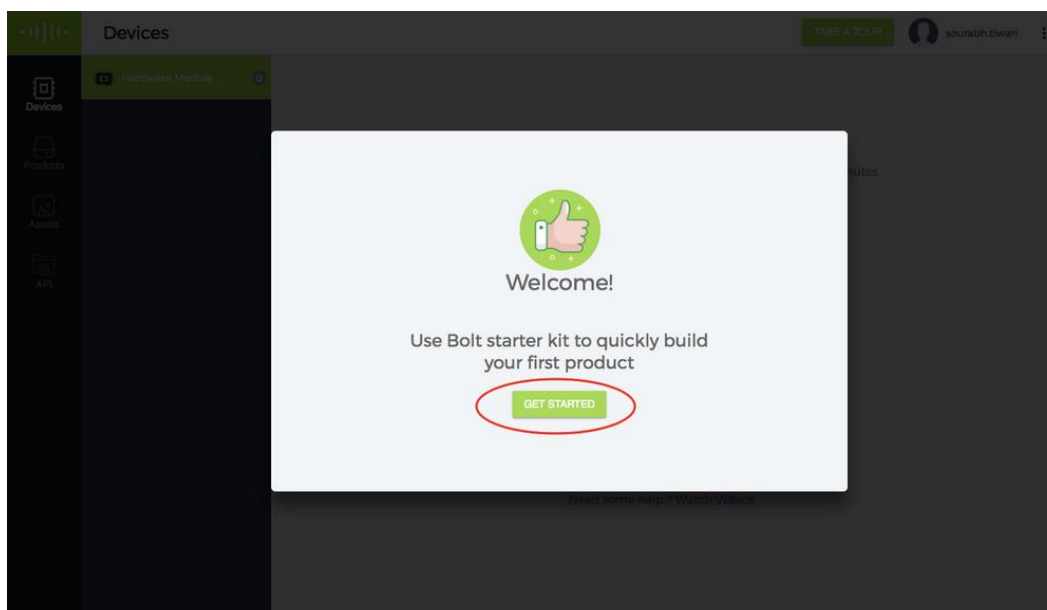 Devices
TAKE A TOUR
sourabh.tiwari
Devices
Hardware Module 0
Products
Assets
API
nutes.
Welcome!
Use Bolt starter kit to quickly build
your first product
GET STARTED
Need some help ? Watch Videos